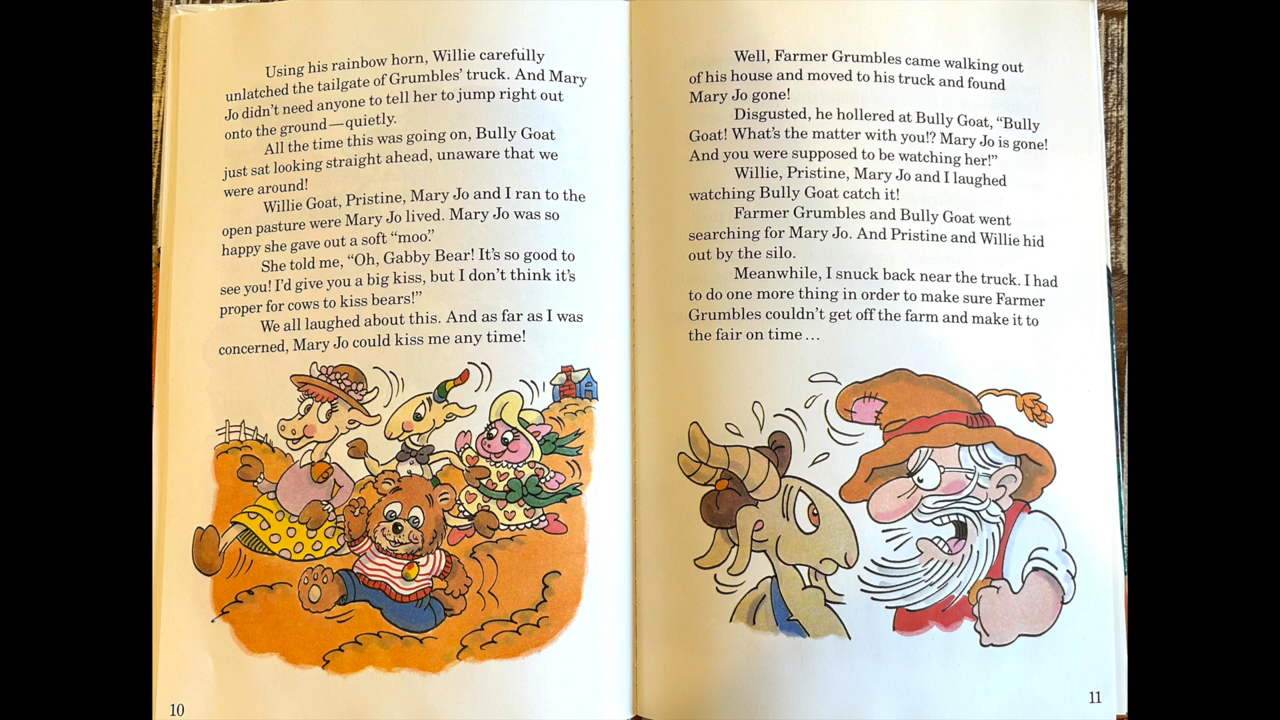 Using his rainbow horn, Willie carefully
unlatched the tailgate of Grumbles' truck. And Mary
Jo didn't need anyone to tell her to jump right out
onto the ground—quietly.
All the time this was going on, Bully Goat
just sat looking straight ahead, unaware that we
were around!
Willie Goat, Pristine, Mary Jo and I ran to the
open pasture were Mary Jo lived. Mary Jo was so
happy she gave out a soft “moo.”
She told me, “Oh, Gabby Bear! It's so good to
see you! I'd give you a big kiss, but I don't think it's
proper for cows to kiss bears!”
We all laughed about this. And as far as I was
concerned, Mary Jo could kiss me any time!
10
Well, Farmer Grumbles came walking out
of his house and moved to his truck and found
Mary Jo gone!
Disgusted, he hollered at Bully Goat, “Bully
Goat! What's the matter with you!? Mary Jo is gone!
And you were supposed to be watching her!”
Willie, Pristine, Mary Jo and I laughed
watching Bully Goat catch it!
Farmer Grumbles and Bully Goat went
searching for Mary Jo. And Pristine and Willie hid
out by the silo.
Meanwhile, I snuck back near the truck. I had
to do one more thing in order to make sure Farmer
Grumbles couldn't get off the farm and make it to
the fair on time…
11